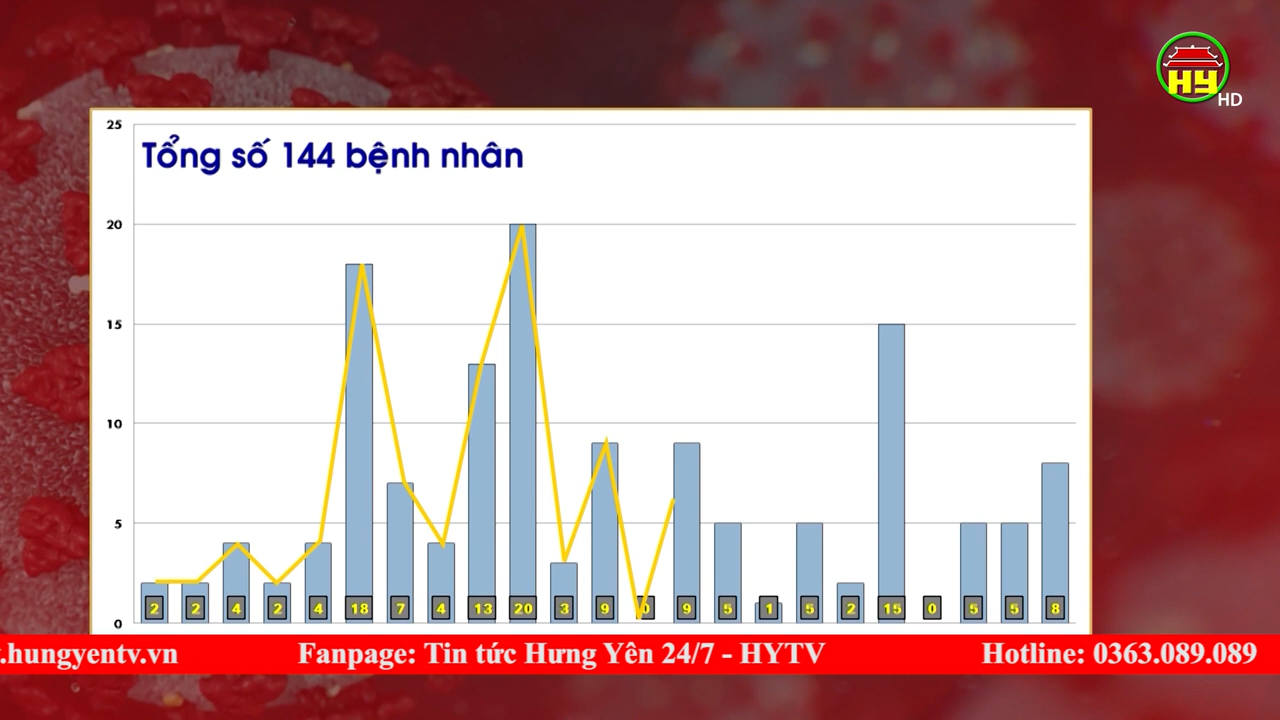 HY
HD
25
Tổng số 144 bệnh nhân
20
15
10
5
0
2 2 4 2 4 18 7 4 13 20 3 9 0 9 5 1 5 2 15 0 5 5 8
.hungyentv.vn Fanpage: Tin tức Hưng Yên 24/7 - HYTV Hotline: 0363.089.089